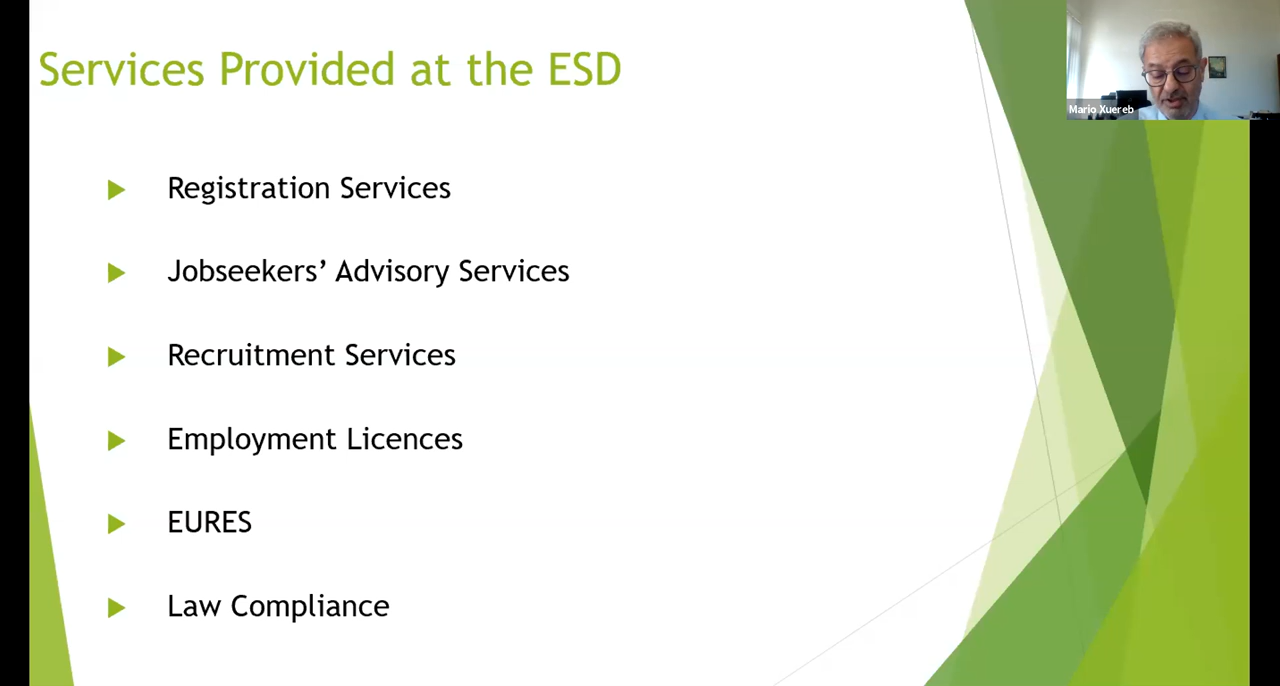 Services Provided at the ESD
Mario Xuereb
Registration Services
Jobseekers’ Advisory Services
Recruitment Services
Employment Licences
EURES
Law Compliance